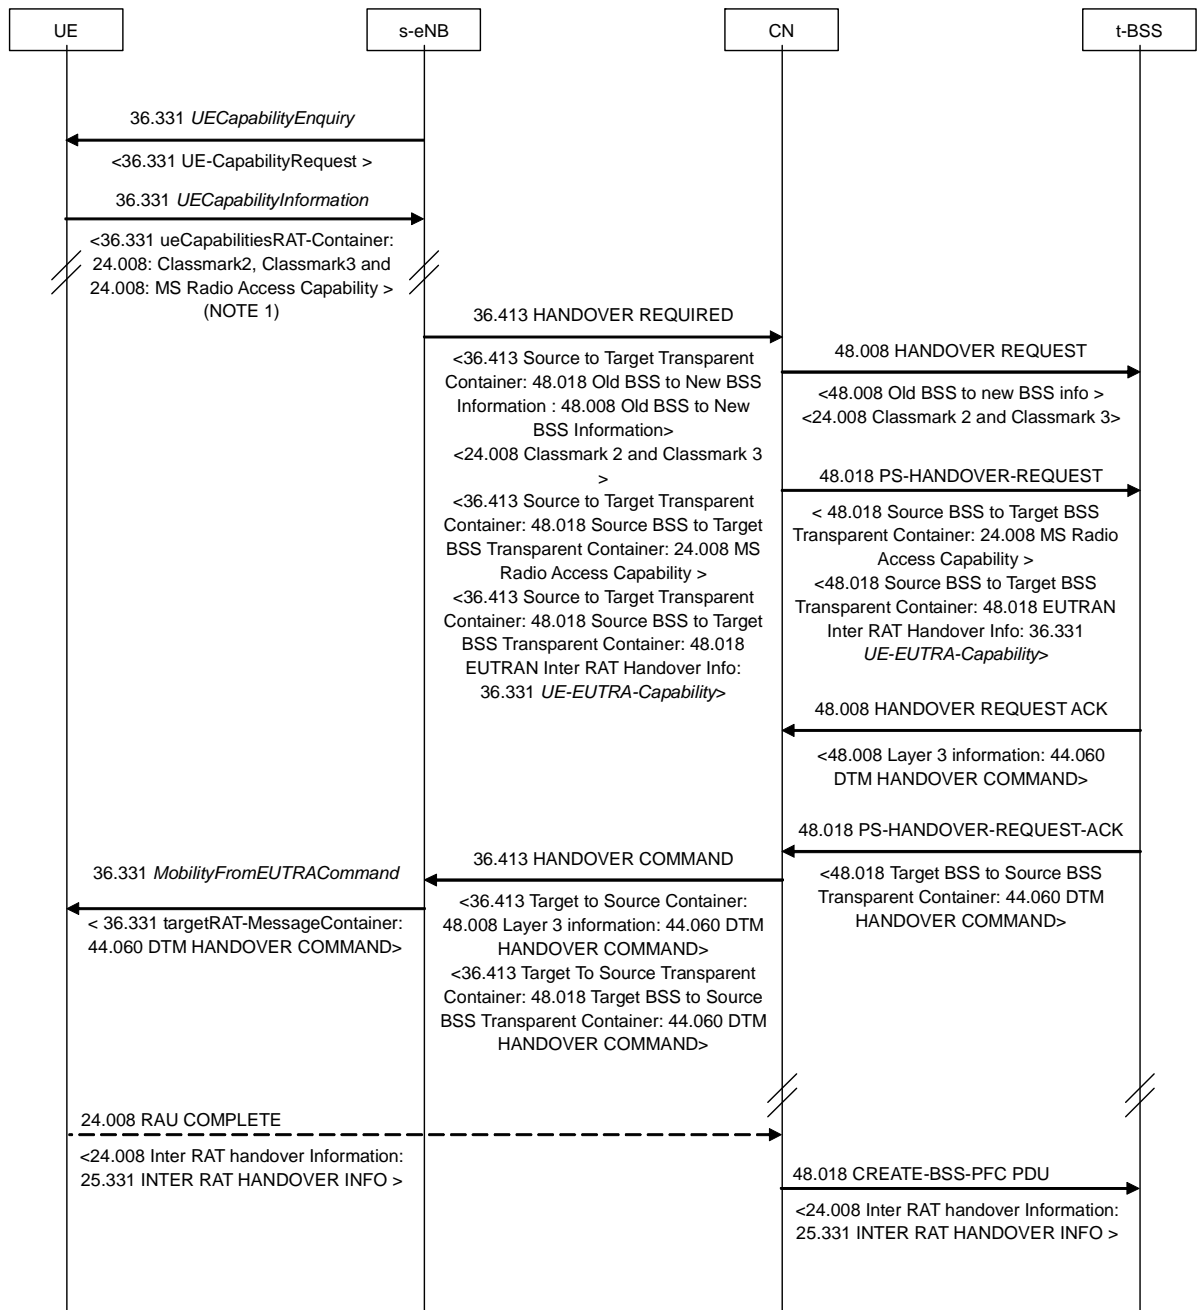 UE
s-eNB
CN
t-BSS
36.331 UECapabilityEnquiry
<36.331 UE-CapabilityRequest >
36.331 UECapabilityInformation
<36.331 ueCapabilitiesRAT-Container:
24.008: Classmark2, Classmark3 and
24.008: MS Radio Access Capability >
(NOTE 1)
36.413 HANDOVER REQUIRED
<36.413 Source to Target Transparent
Container: 48.018 Old BSS to New BSS
Information : 48.008 Old BSS to New
BSS Information>
<24.008 Classmark 2 and Classmark 3
>
<36.413 Source to Target Transparent
Container: 48.018 Source BSS to Target
BSS Transparent Container: 24.008 MS
Radio Access Capability >
<36.413 Source to Target Transparent
Container: 48.018 Source BSS to Target
BSS Transparent Container: 48.018
EUTRAN Inter RAT Handover Info:
36.331 UE-EUTRA-Capability>
48.008 HANDOVER REQUEST
<48.008 Old BSS to new BSS info >
<24.008 Classmark 2 and Classmark 3>
48.018 PS-HANDOVER-REQUEST
< 48.018 Source BSS to Target BSS
Transparent Container: 24.008 MS Radio
Access Capability >
<48.018 Source BSS to Target BSS
Transparent Container: 48.018 EUTRAN
Inter RAT Handover Info: 36.331
UE-EUTRA-Capability>
48.008 HANDOVER REQUEST ACK
<48.008 Layer 3 information: 44.060
DTM HANDOVER COMMAND>
48.018 PS-HANDOVER-REQUEST-ACK
<48.018 Target BSS to Source BSS
Transparent Container: 44.060 DTM
HANDOVER COMMAND>
36.413 HANDOVER COMMAND
<36.413 Target to Source Container:
48.008 Layer 3 information: 44.060 DTM
HANDOVER COMMAND>
<36.413 Target To Source Transparent
Container: 48.018 Target BSS to Source
BSS Transparent Container: 44.060 DTM
HANDOVER COMMAND>
36.331 MobilityFromEUTRACommand
< 36.331 targetRAT-MessageContainer:
44.060 DTM HANDOVER COMMAND>
24.008 RAU COMPLETE
<24.008 Inter RAT handover Information:
25.331 INTER RAT HANDOVER INFO >
48.018 CREATE-BSS-PFC PDU
<24.008 Inter RAT handover Information:
25.331 INTER RAT HANDOVER INFO >